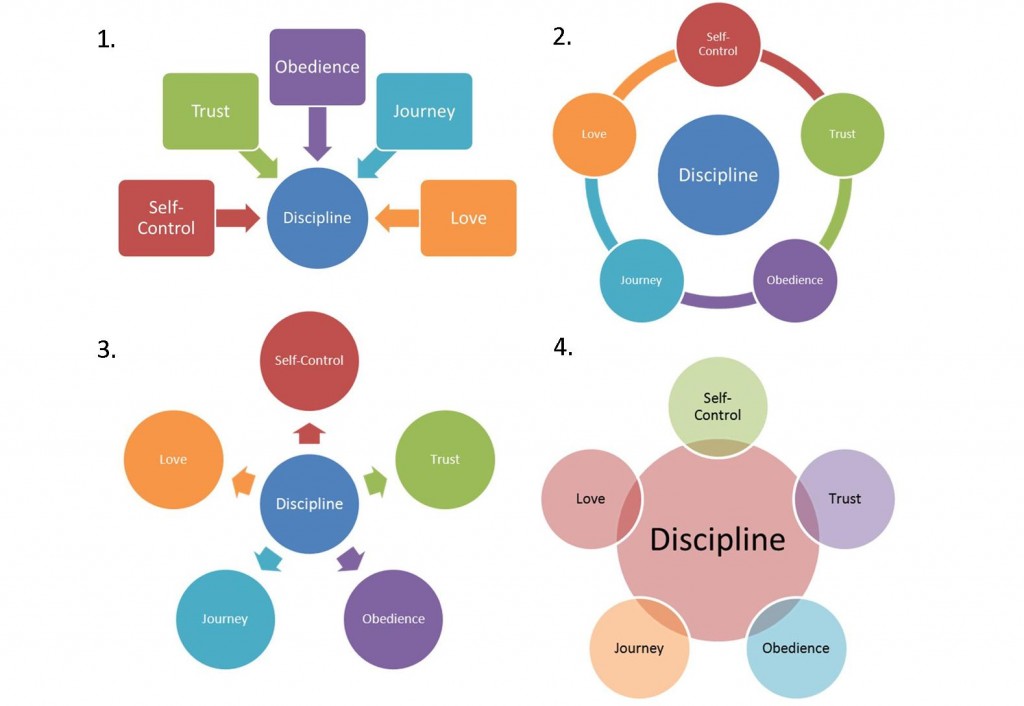 1.
Obedience
Trust
Journey
Self-
Control
Discipline
Love
2.
Self-
Control
Love
Trust
Discipline
Journey
Obedience
3.
Self-Control
Love
Trust
Discipline
Journey
Obedience
4.
Self-
Control
Love
Trust
Discipline
Journey
Obedience